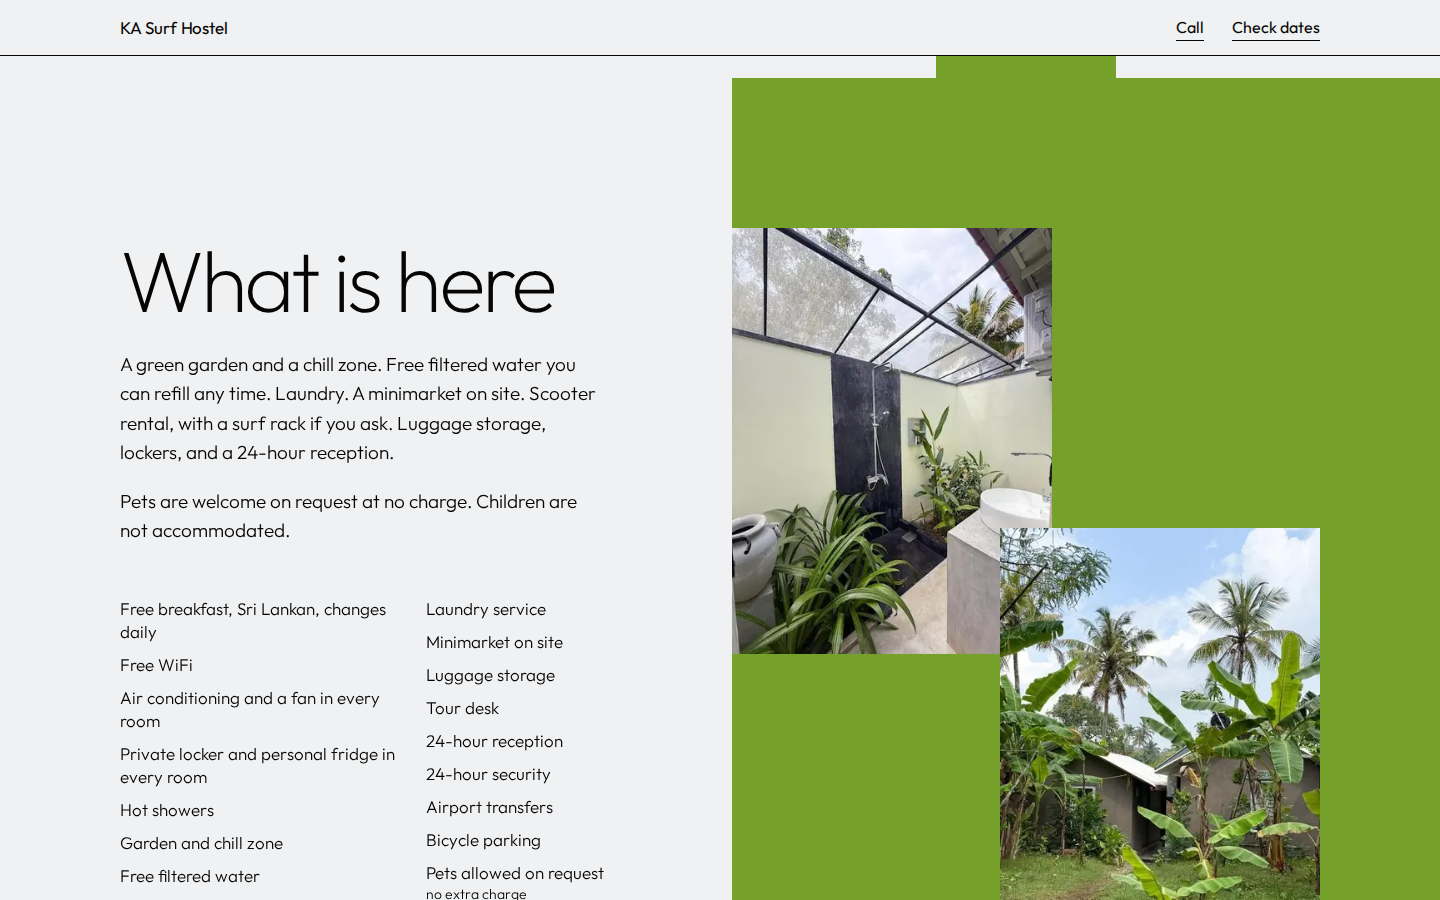 KA Surf Hostel
Call
Check dates
What is here
A green garden and a chill zone. Free filtered water you
can refill any time. Laundry. A minimarket on site. Scooter
rental, with a surf rack if you ask. Luggage storage,
lockers, and a 24-hour reception.
Pets are welcome on request at no charge. Children are
not accommodated.
Free breakfast, Sri Lankan, changes
daily
Free WiFi
Air conditioning and a fan in every
room
Private locker and personal fridge in
every room
Hot showers
Garden and chill zone
Free filtered water
Laundry service
Minimarket on site
Luggage storage
Tour desk
24-hour reception
24-hour security
Airport transfers
Bicycle parking
Pets allowed on request
no extra charge